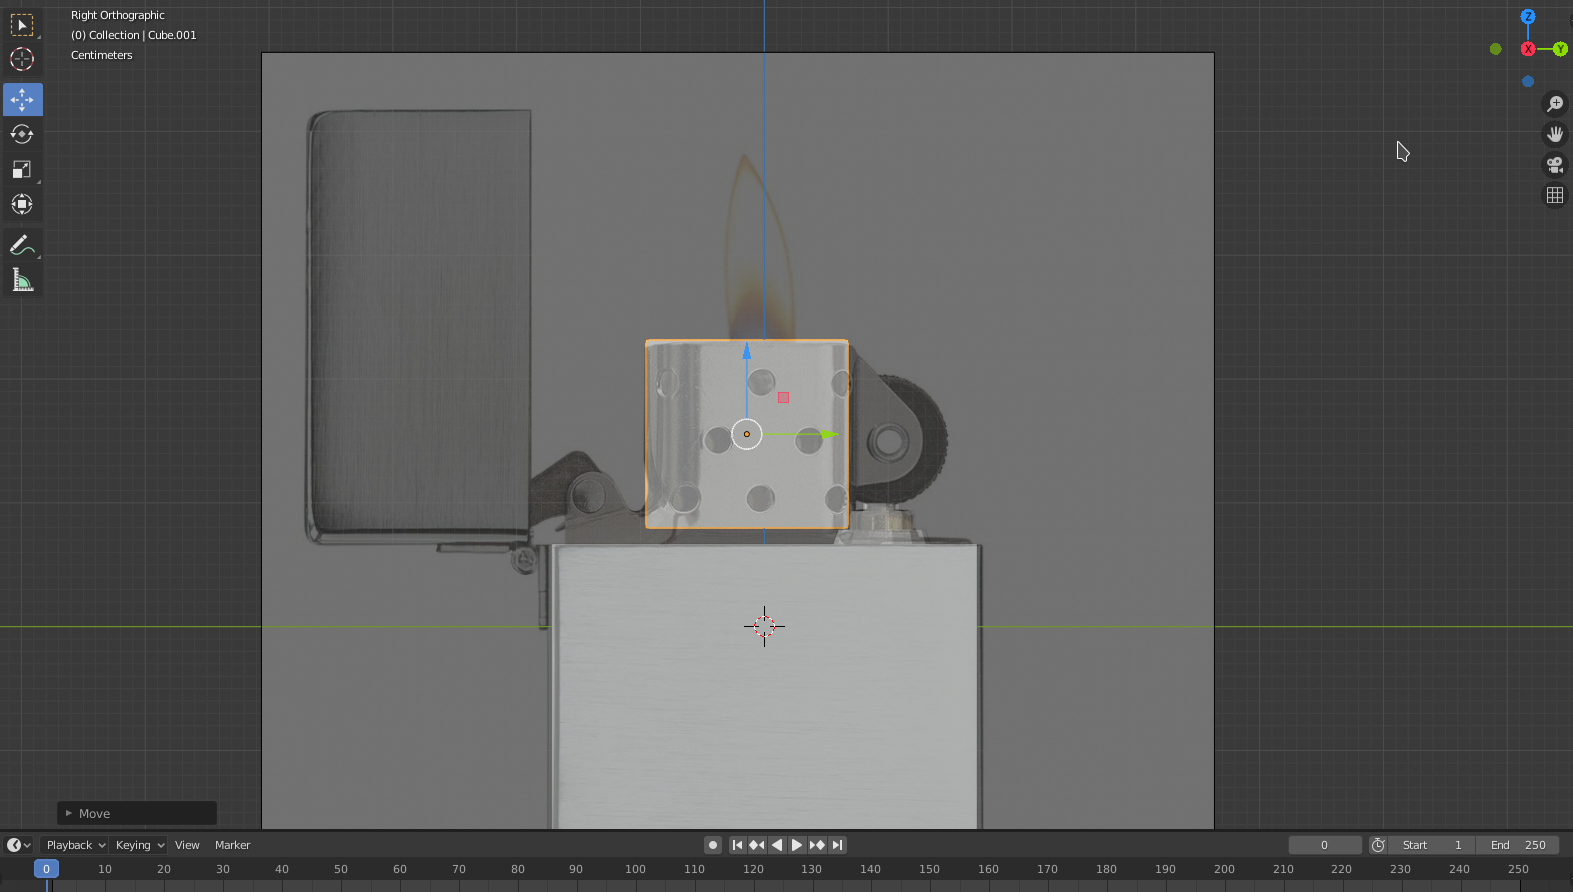 Right Orthographic
(0) Collection | Cube.001
Centimeters
Z
X
Y
Move
Playback Keying View Marker 0 Start 1 End 250
0 10 20 30 40 50 60 70 80 90 100 110 120 130 140 150 160 170 180 190 200 210 220 230 240 250